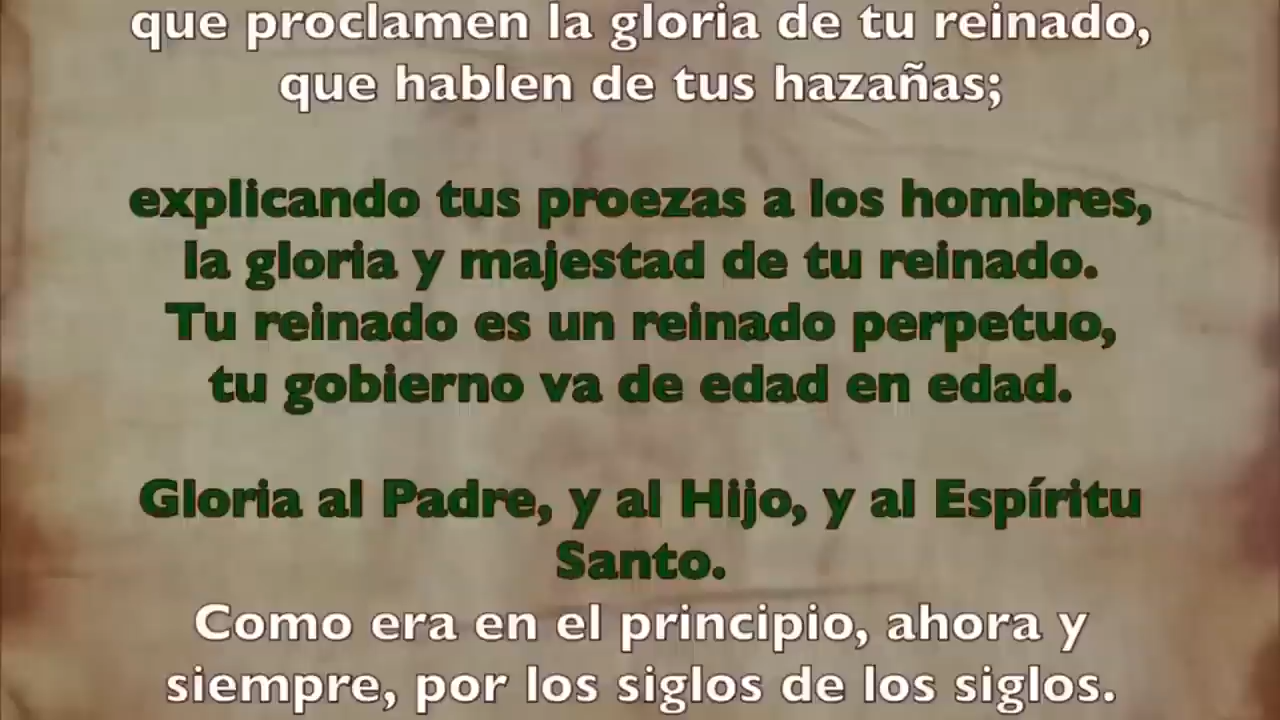 que proclamen la gloria de tu reinado,
que hablen de tus hazañas;
explicando tus proezas a los hombres,
la gloria y majestad de tu reinado.
Tu reinado es un reinado perpetuo,
tu gobierno va de edad en edad.
Gloria al Padre, y al Hijo, y al Espíritu
Santo.
Como era en el principio, ahora y
siempre, por los siglos de los siglos.